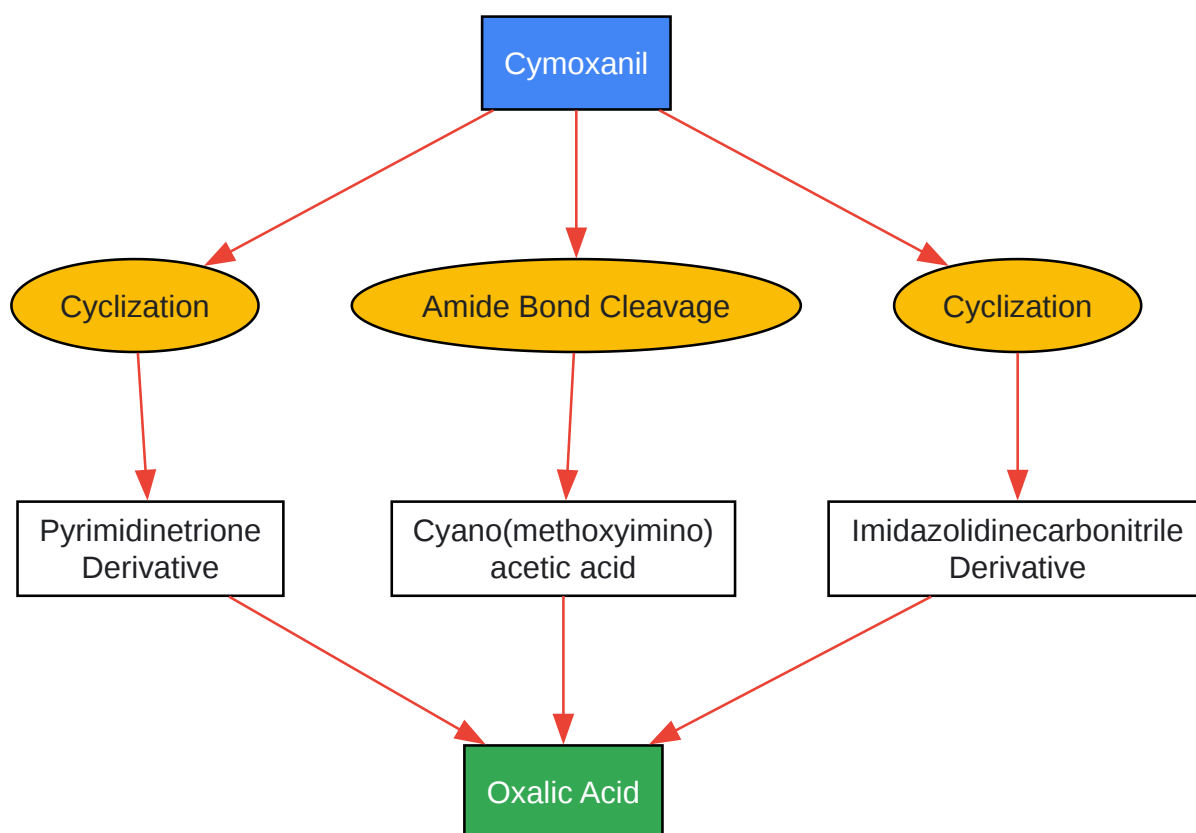 Cymoxanil
Cyclization
Amide Bond Cleavage
Cyclization
Pyrimidinetrione
Derivative
Cyano(methoxyimino)
acetic acid
Imidazolidinecarbonitrile
Derivative
Oxalic Acid